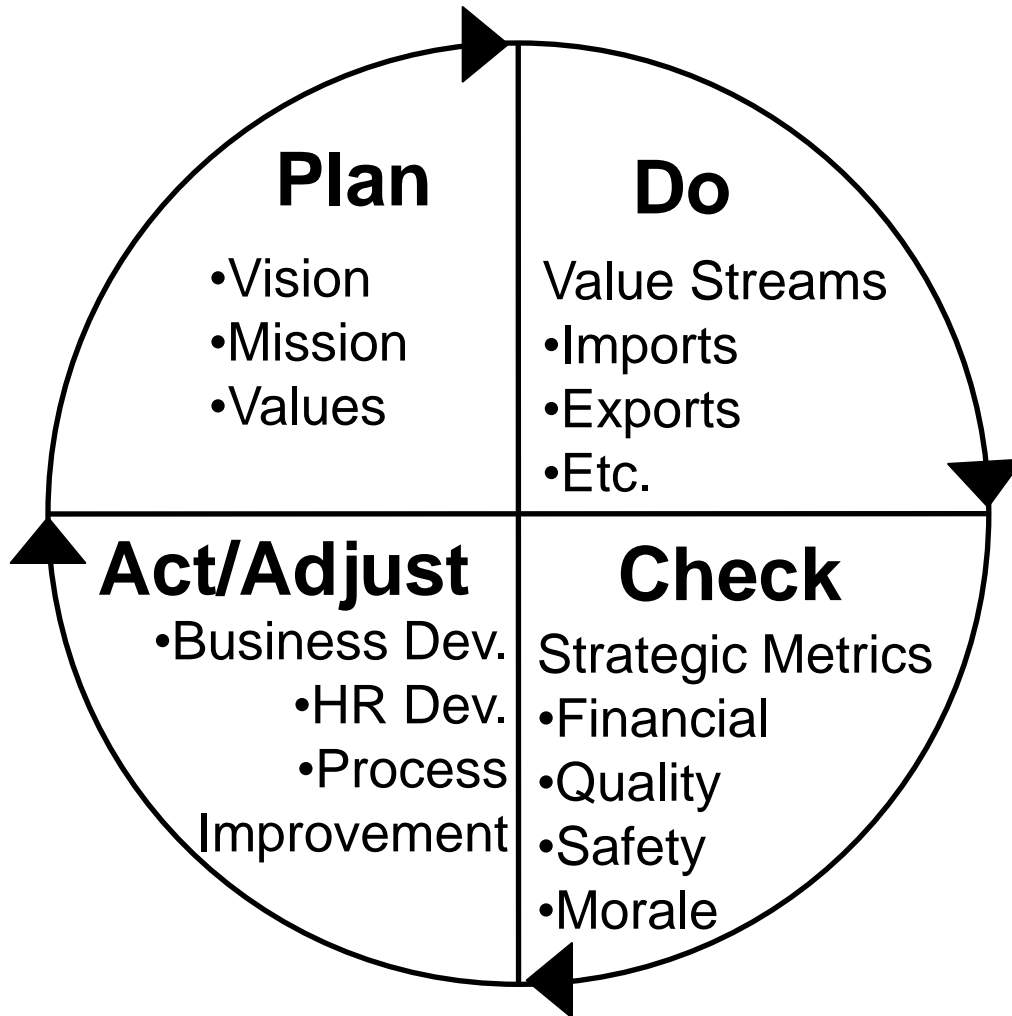 Plan
•Vision
•Mission
•Values
Do
Value Streams
•Imports
•Exports
•Etc.
Act/Adjust
•Business Dev.
•HR Dev.
•Process
Improvement
Check
Strategic Metrics
•Financial
•Quality
•Safety
•Morale